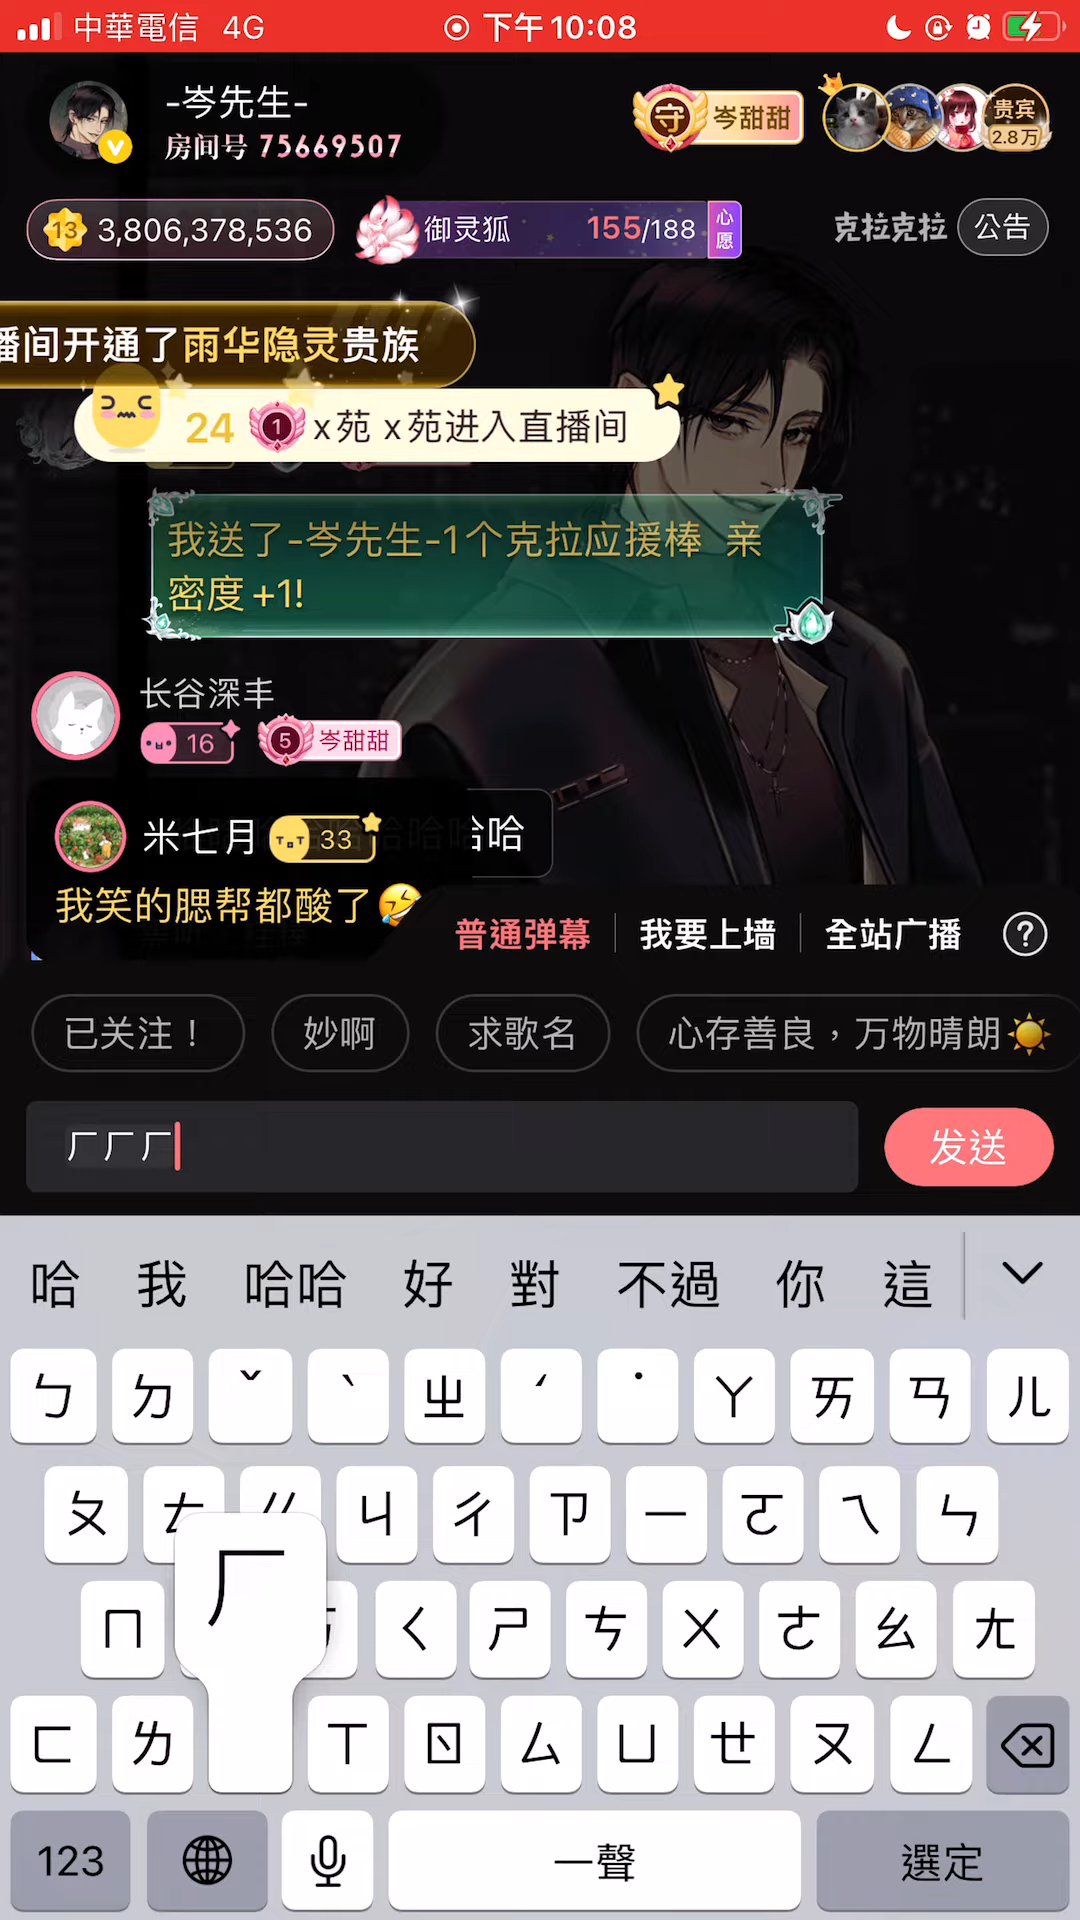 中華電信 4G 下午10:08
-岑先生-
房间号 75669507
守 岑甜甜
贵宾
2.8万
13 3,806,378,536
御灵狐 155/188 心愿
克拉克拉 公告
播间开通了雨华隐灵贵族
24 1 x苑 x苑进入直播间
我送了-岑先生-1个克拉应援棒 亲
密度+1!
长谷深丰
16 5 岑甜甜
米七月 33
哈哈
我笑的腮帮都酸了🤣
普通弹幕 我要上墙 全站广播 ?
已关注！ 妙啊 求歌名 心存善良，万物晴朗☀️
ㄏㄏㄏ 发送
哈 我 哈哈 好 對 不過 你 這
ㄅ ㄉ ˇ ˋ ㄓ ˊ ˙ ㄚ ㄞ ㄢ ㄦ
ㄆ ㄊ ㄍ ㄐ ㄔ ㄗ ㄧ ㄛ ㄟ ㄣ
ㄇ ㄏ ㄎ ㄑ ㄕ ㄘ ㄨ ㄜ ㄠ ㄤ
ㄈ ㄌ ㄒ ㄖ ㄙ ㄩ ㄝ ㄡ ㄥ
123 一聲 選定